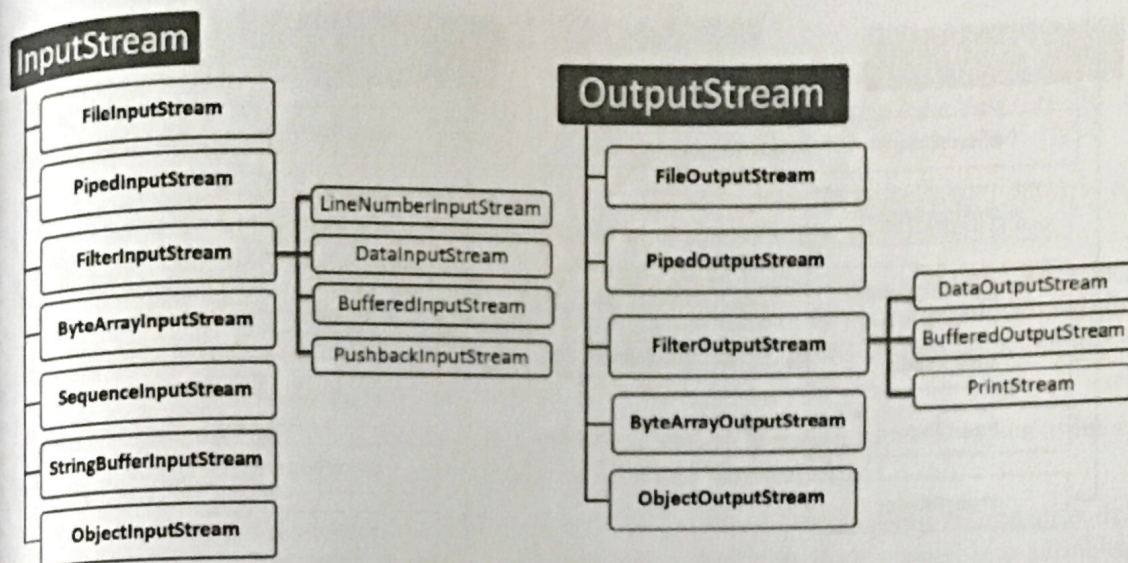 InputStream
FileInputStream
PipedInputStream
FilterInputStream
LineNumberInputStream
DataInputStream
BufferedInputStream
PushbackInputStream
ByteArrayInputStream
SequenceInputStream
StringBufferInputStream
ObjectInputStream
OutputStream
FileOutputStream
PipedOutputStream
FilterOutputStream
DataOutputStream
BufferedOutputStream
PrintStream
ByteArrayOutputStream
ObjectOutputStream